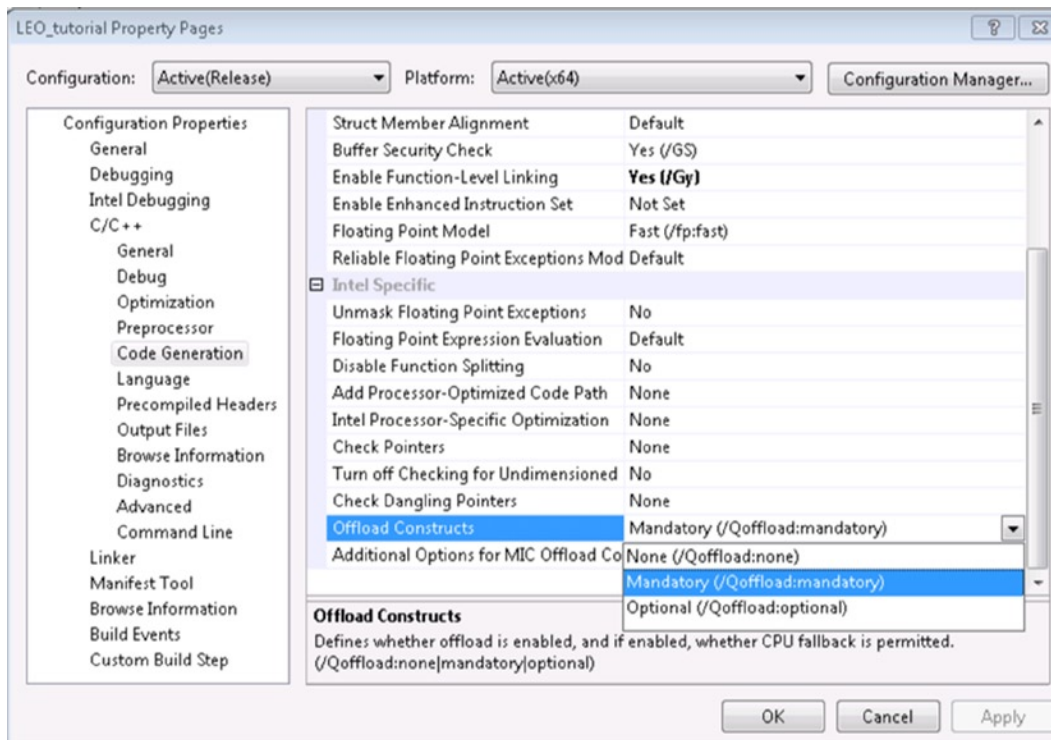 LEO_tutorial Property Pages
Configuration: Active(Release) Platform: Active(x64) Configuration Manager...
Configuration Properties
General
Debugging
Intel Debugging
C/C++
General
Debug
Optimization
Preprocessor
Code Generation
Language
Precompiled Headers
Output Files
Browse Information
Diagnostics
Advanced
Command Line
Linker
Manifest Tool
Browse Information
Build Events
Custom Build Step
Struct Member Alignment Default
Buffer Security Check Yes (/GS)
Enable Function-Level Linking Yes (/Gy)
Enable Enhanced Instruction Set Not Set
Floating Point Model Fast (/fp:fast)
Reliable Floating Point Exceptions Mod Default
Intel Specific
Unmask Floating Point Exceptions No
Floating Point Expression Evaluation Default
Disable Function Splitting No
Add Processor-Optimized Code Path None
Intel Processor-Specific Optimization None
Check Pointers None
Turn off Checking for Undimensioned No
Check Dangling Pointers None
Offload Constructs Mandatory (/Qoffload:mandatory)
Additional Options for MIC Offload Co None (/Qoffload:none)
Mandatory (/Qoffload:mandatory)
Optional (/Qoffload:optional)
Offload Constructs
Defines whether offload is enabled, and if enabled, whether CPU fallback is permitted.
(/Qoffload:none|mandatory|optional)
OK Cancel Apply